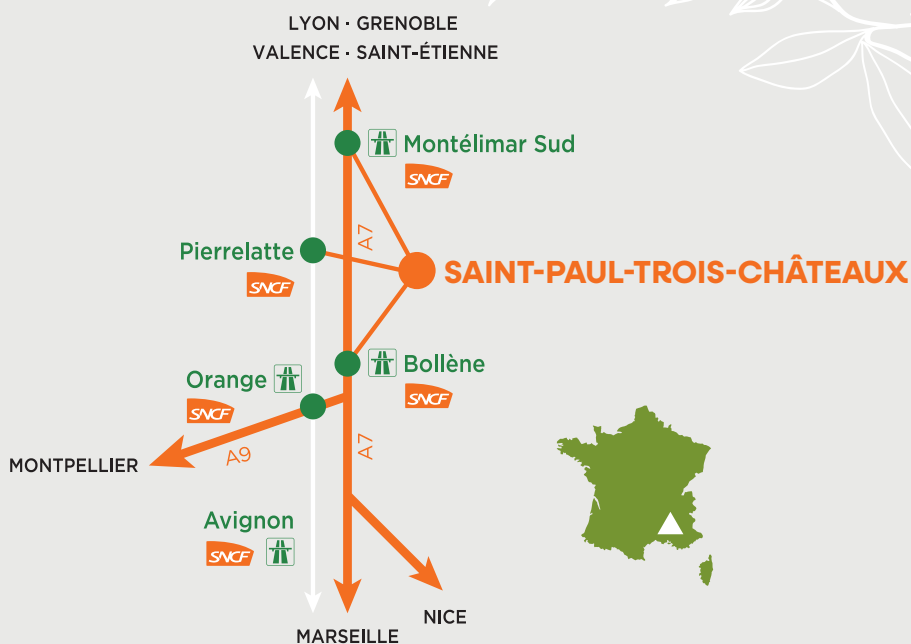 LYON · GRENOBLE
VALENCE · SAINT-ÉTIENNE
Montélimar Sud
SNCF
A7
Pierrelatte
SNCF
SAINT-PAUL-TROIS-CHÂTEAUX
Bollène
SNCF
Orange
SNCF
A7
A9
MONTPELLIER
Avignon
SNCF
NICE
MARSEILLE